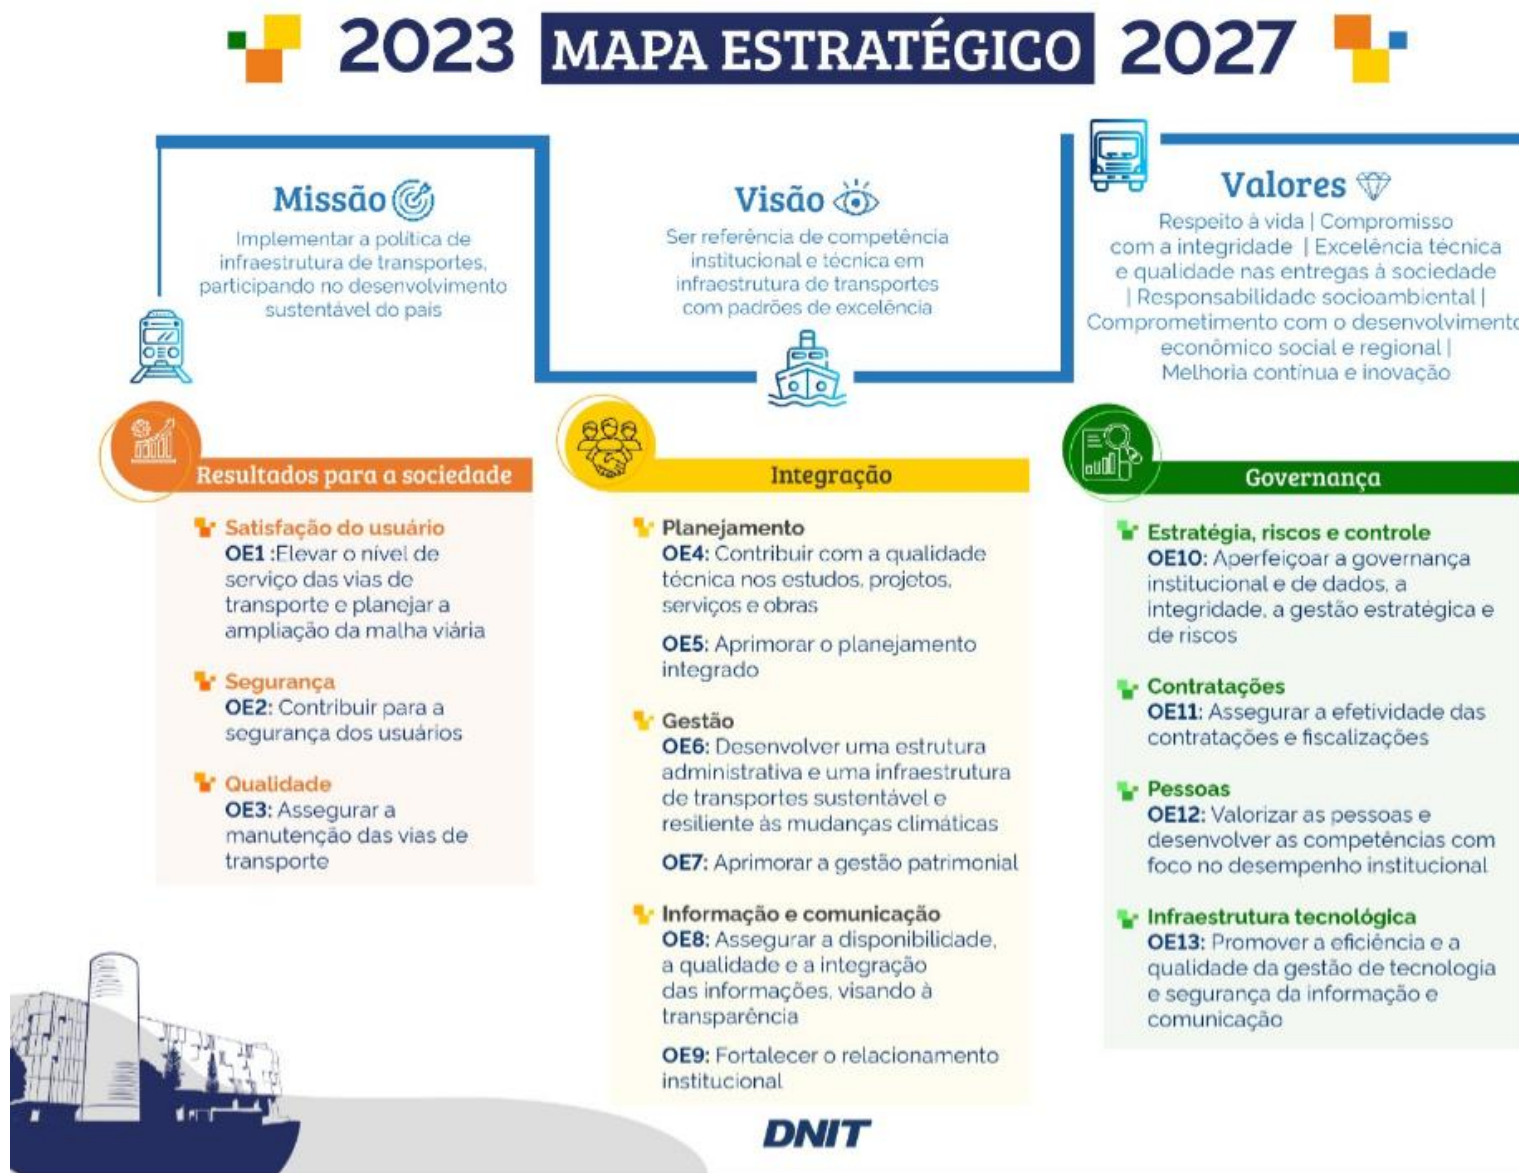 2023 MAPA ESTRATÉGICO 2027
Missão
Implementar a política de
infraestrutura de transportes,
participando no desenvolvimento
sustentável do país
Visão
Ser referência de competência
institucional e técnica em
infraestrutura de transportes
com padrões de excelência
Valores
Respeito à vida | Compromisso
com a integridade | Excelência técnica
e qualidade nas entregas à sociedade
| Responsabilidade socioambiental |
Comprometimento com o desenvolvimento
econômico social e regional |
Melhoria contínua e inovação
Resultados para a sociedade
Satisfação do usuário
OE1 :Elevar o nível de
serviço das vias de
transporte e planejar a
ampliação da malha viária
Segurança
OE2: Contribuir para a
segurança dos usuários
Qualidade
OE3: Assegurar a
manutenção das vias de
transporte
Integração
Planejamento
OE4: Contribuir com a qualidade
técnica nos estudos, projetos,
serviços e obras
OE5: Aprimorar o planejamento
integrado
Gestão
OE6: Desenvolver uma estrutura
administrativa e uma infraestrutura
de transportes sustentável e
resiliente às mudanças climáticas
OE7: Aprimorar a gestão patrimonial
Informação e comunicação
OE8: Assegurar a disponibilidade,
a qualidade e a integração
das informações, visando à
transparência
OE9: Fortalecer o relacionamento
institucional
Governança
Estratégia, riscos e controle
OE10: Aperfeiçoar a governança
institucional e de dados, a
integridade, a gestão estratégica e
de riscos
Contratações
OE11: Assegurar a efetividade das
contratações e fiscalizações
Pessoas
OE12: Valorizar as pessoas e
desenvolver as competências com
foco no desempenho institucional
Infraestrutura tecnológica
OE13: Promover a eficiência e a
qualidade da gestão de tecnologia
e segurança da informação e
comunicação
DNIT